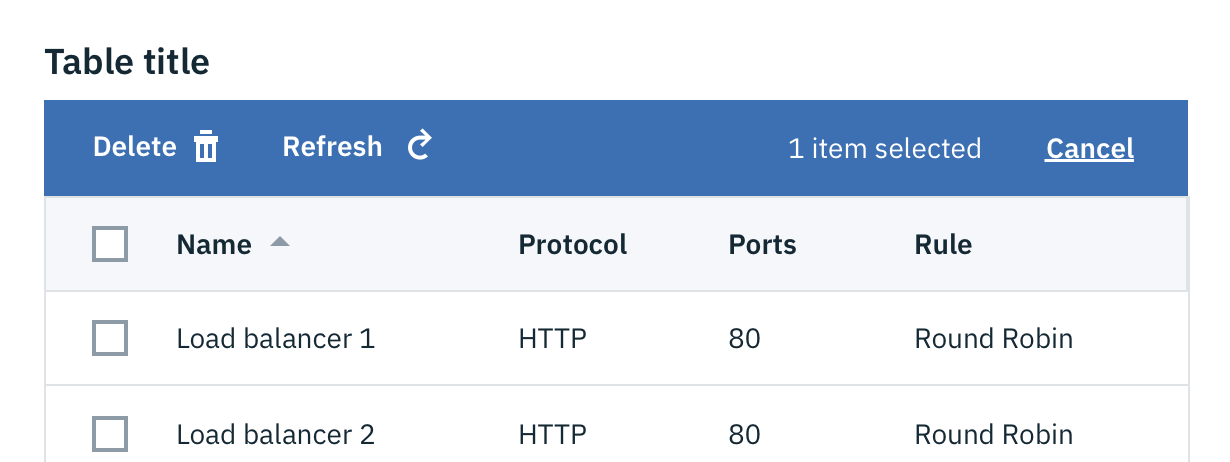 Table title
Delete Refresh 1 item selected Cancel
Name Protocol Ports Rule
Load balancer 1 HTTP 80 Round Robin
Load balancer 2 HTTP 80 Round Robin